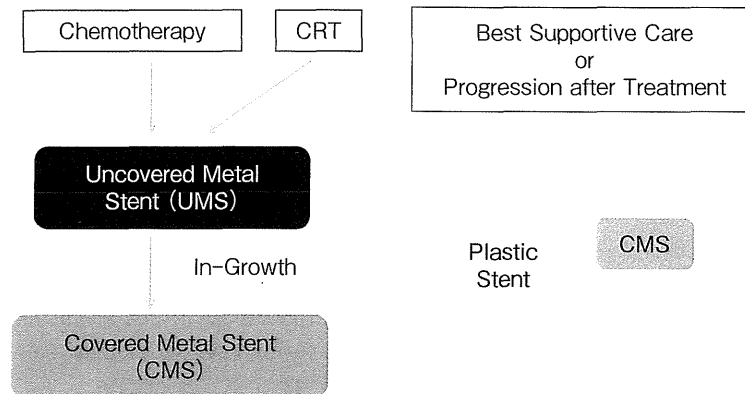 Chemotherapy
CRT
Best Supportive Care
or
Progression after Treatment
Uncovered Metal
Stent (UMS)
In-Growth
Plastic
Stent
CMS
Covered Metal Stent
(CMS)